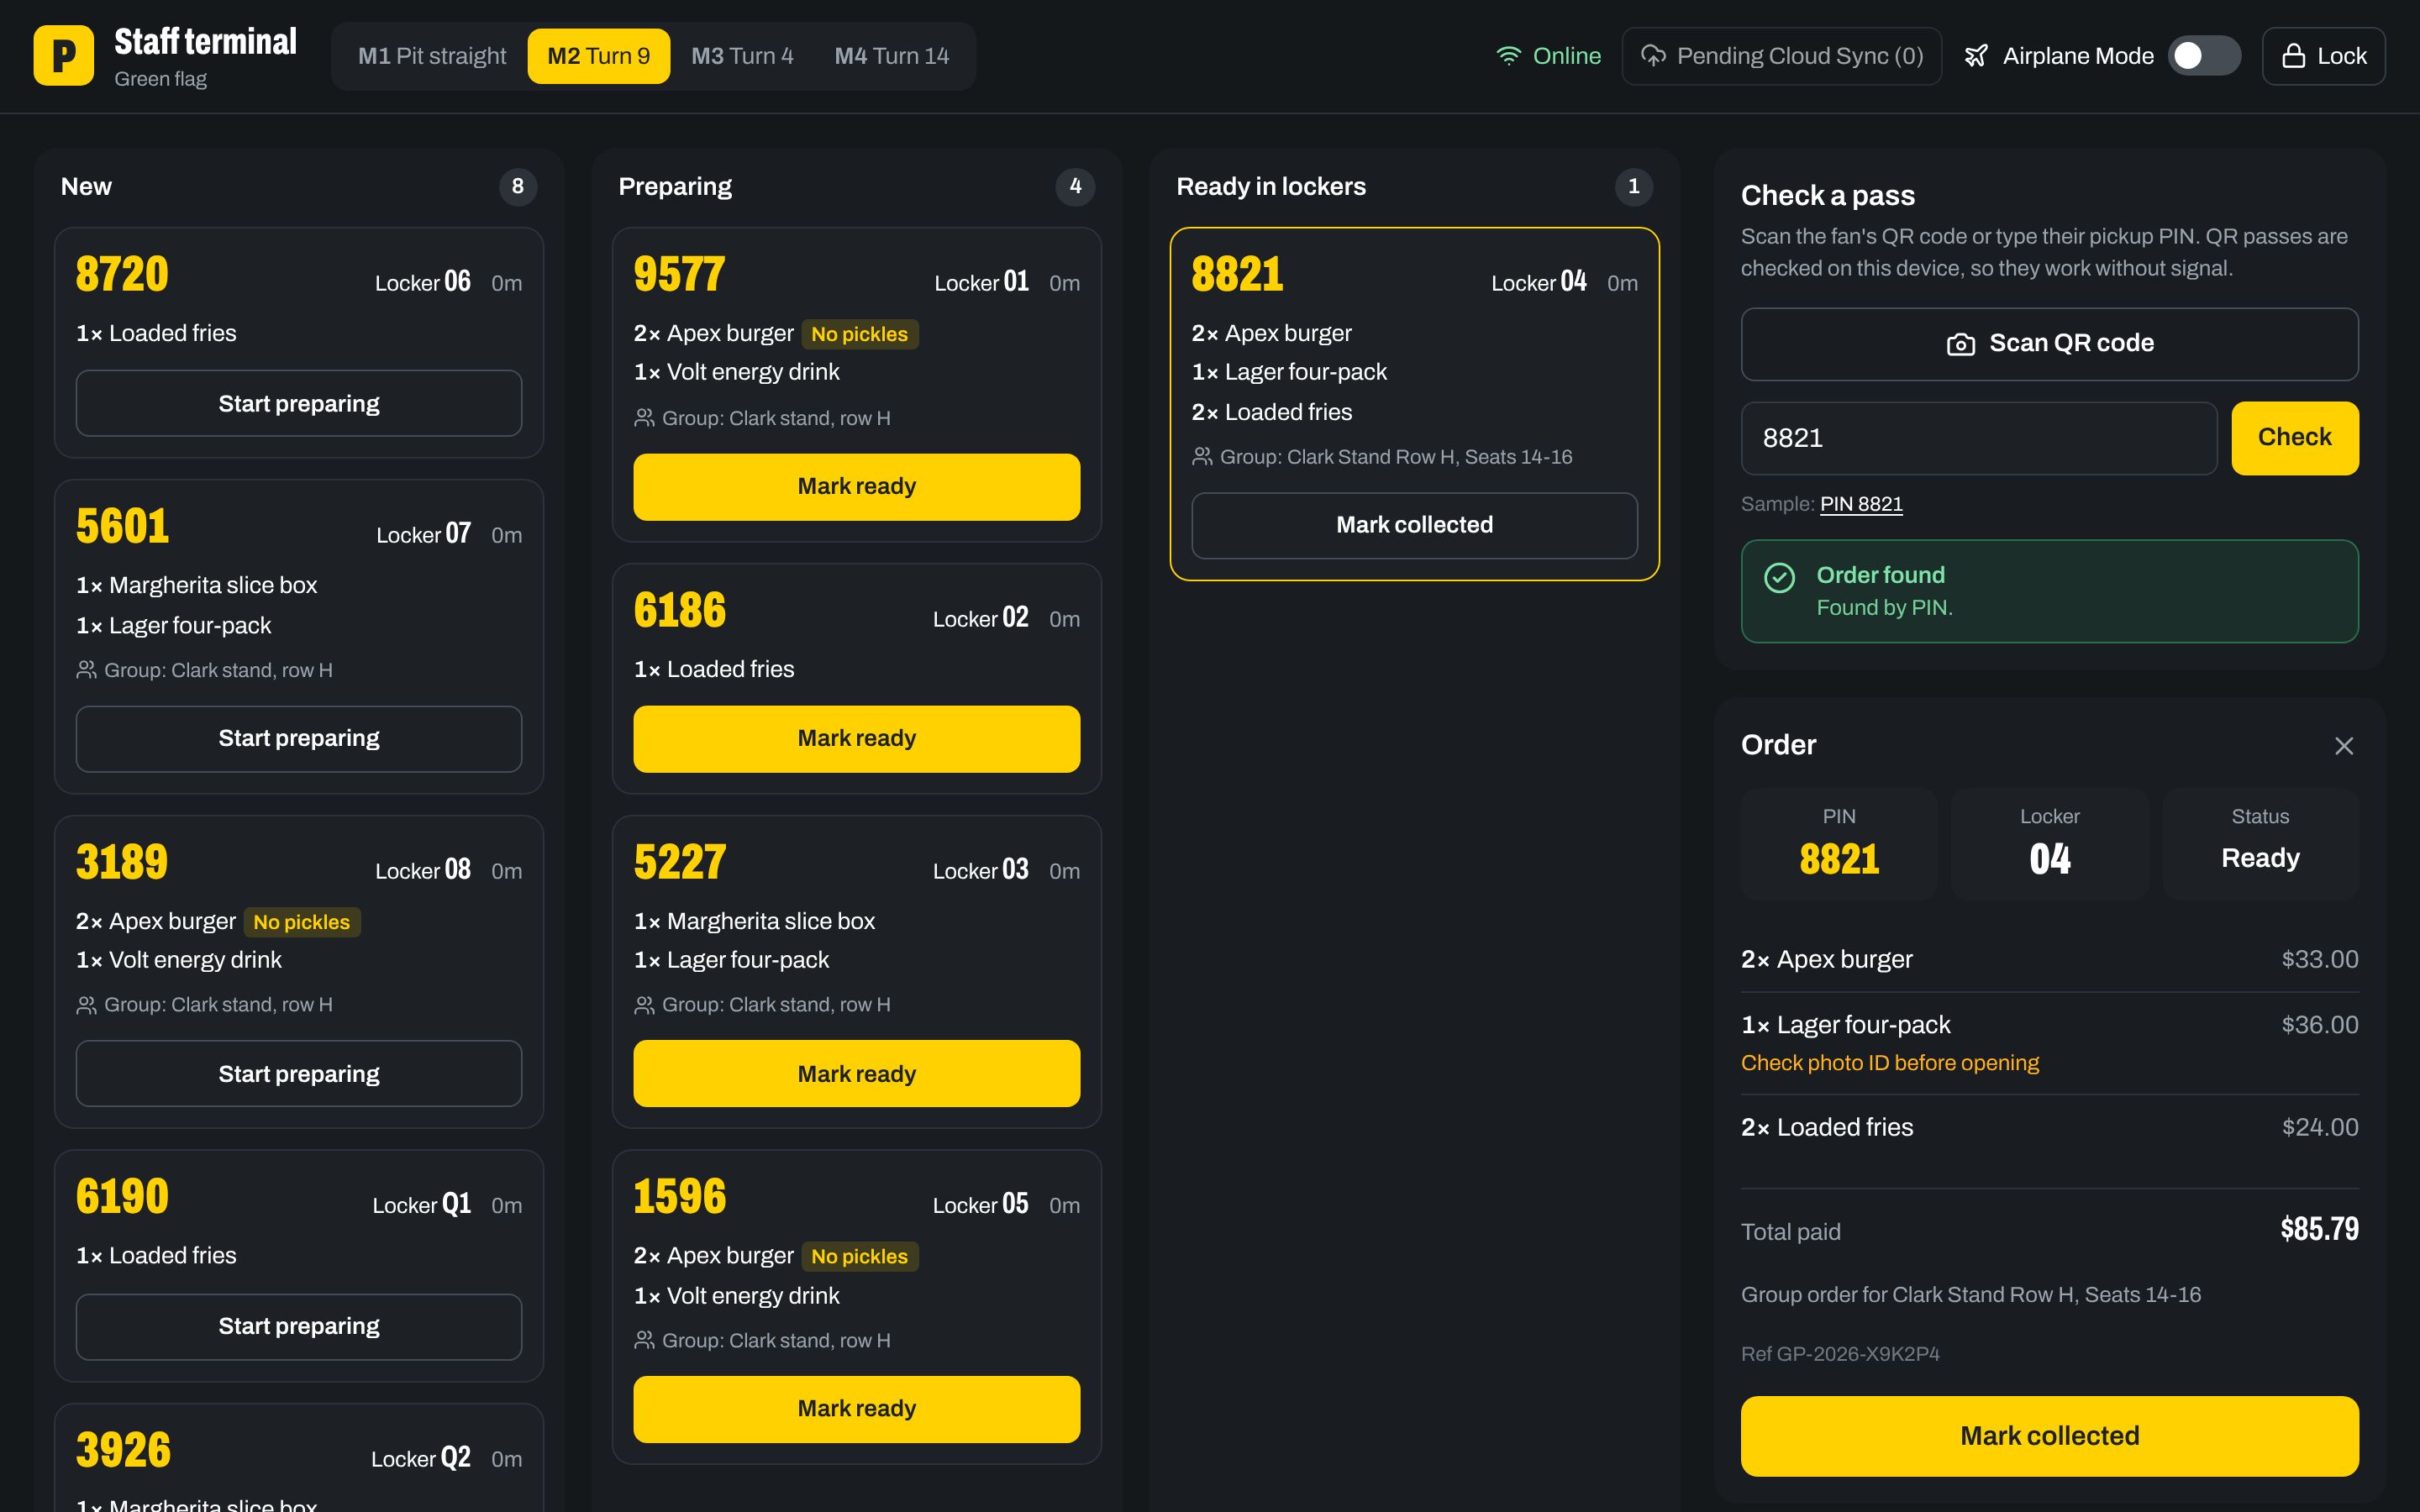 P
Staff terminal
Green flag
M1 Pit straight
M2 Turn 9
M3 Turn 4
M4 Turn 14
Online
Pending Cloud Sync (0)
Airplane Mode
Lock
New
8
8720
Locker 06 0m
1× Loaded fries
Start preparing
5601
Locker 07 0m
1× Margherita slice box
1× Lager four-pack
Group: Clark stand, row H
Start preparing
3189
Locker 08 0m
2× Apex burger No pickles
1× Volt energy drink
Group: Clark stand, row H
Start preparing
6190
Locker Q1 0m
1× Loaded fries
Start preparing
3926
Locker Q2 0m
1× Margherita slice box
Preparing
4
9577
Locker 01 0m
2× Apex burger No pickles
1× Volt energy drink
Group: Clark stand, row H
Mark ready
6186
Locker 02 0m
1× Loaded fries
Mark ready
5227
Locker 03 0m
1× Margherita slice box
1× Lager four-pack
Group: Clark stand, row H
Mark ready
1596
Locker 05 0m
2× Apex burger No pickles
1× Volt energy drink
Group: Clark stand, row H
Mark ready
Ready in lockers
1
8821
Locker 04 0m
2× Apex burger
1× Lager four-pack
2× Loaded fries
Group: Clark Stand Row H, Seats 14-16
Mark collected
Check a pass
Scan the fan's QR code or type their pickup PIN. QR passes are
checked on this device, so they work without signal.
Scan QR code
8821
Check
Sample: PIN 8821
Order found
Found by PIN.
Order
PIN
8821
Locker
04
Status
Ready
2× Apex burger $33.00
1× Lager four-pack $36.00
Check photo ID before opening
2× Loaded fries $24.00
Total paid $85.79
Group order for Clark Stand Row H, Seats 14-16
Ref GP-2026-X9K2P4
Mark collected